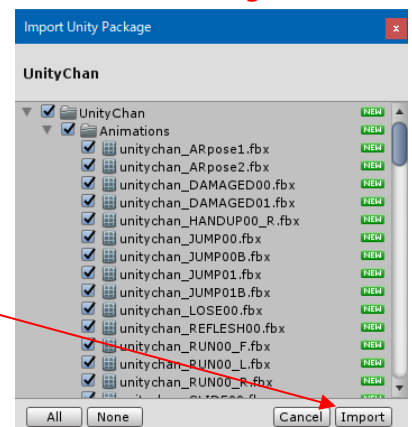 Import Unity Package x
UnityChan
UnityChan NEW
Animations NEW
unitychan_ARpose1.fbx NEW
unitychan_ARpose2.fbx NEW
unitychan_DAMAGED00.fbx NEW
unitychan_DAMAGED01.fbx NEW
unitychan_HANDUP00_R.fbx NEW
unitychan_JUMP00.fbx NEW
unitychan_JUMP00B.fbx NEW
unitychan_JUMP01.fbx NEW
unitychan_JUMP01B.fbx NEW
unitychan_LOSE00.fbx NEW
unitychan_REFLESH00.fbx NEW
unitychan_RUN00_F.fbx NEW
unitychan_RUN00_L.fbx NEW
unitychan_RUN00_R.fbx NEW
All None Cancel Import